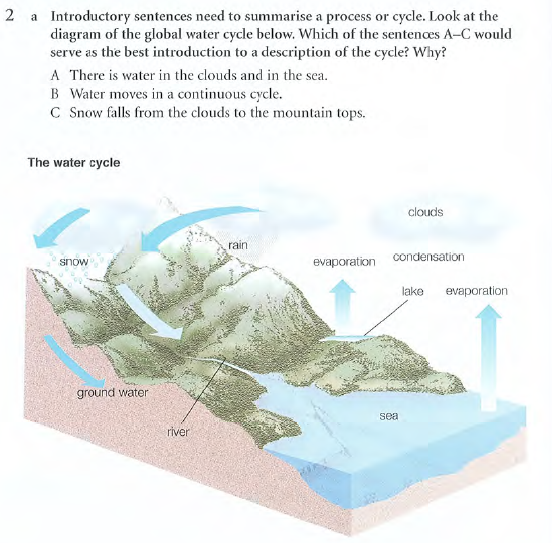 2 a Introductory sentences need to summarise a process or cycle. Look at the
diagram of the global water cycle below. Which of the sentences A–C would
serve as the best introduction to a description of the cycle? Why?
A There is water in the clouds and in the sea.
B Water moves in a continuous cycle.
C Snow falls from the clouds to the mountain tops.
The water cycle
clouds
rain
snow
evaporation
condensation
lake
evaporation
ground water
sea
river